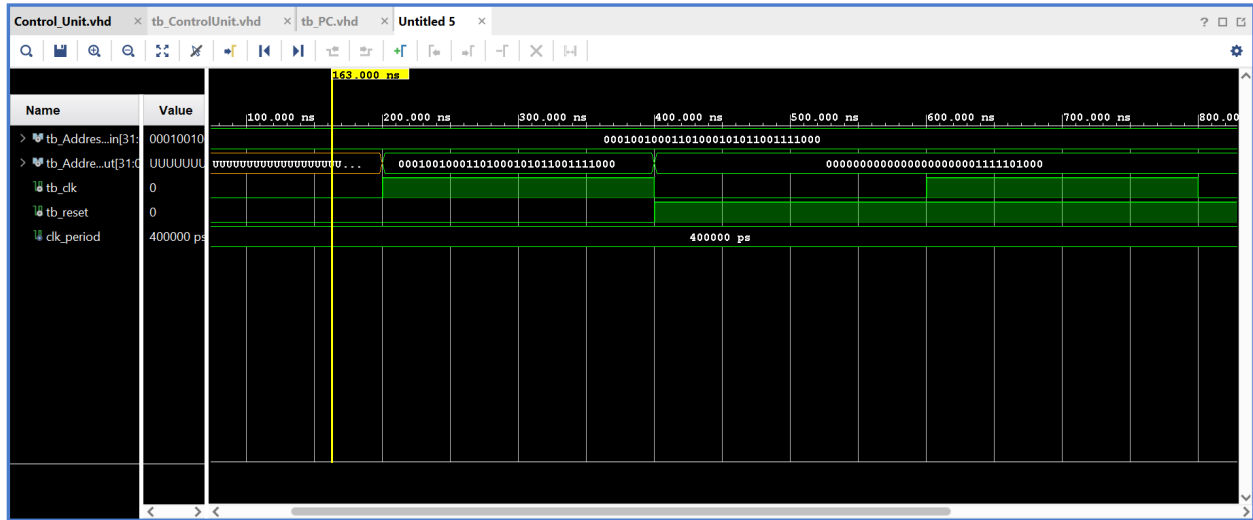 Control_Unit.vhd × tb_ControlUnit.vhd × tb_PC.vhd × Untitled 5 × ?
163.000 ns
Name Value
100.000 ns 200.000 ns 300.000 ns 400.000 ns 500.000 ns 600.000 ns 700.000 ns 800.00
tb_Addres...in[31: 00010010 00010010001101000101011001111000
tb_Addre...ut[31:0 UUUUUUU UUUUUUUUUUUUUUUUUUU... 00010010001101000101011001111000 00000000000000000000001111101000
tb_clk 0
tb_reset 0
clk_period 400000 ps 400000 ps